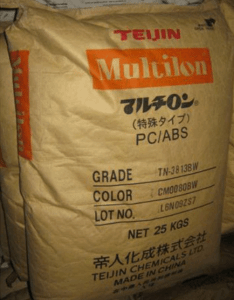 TEIJIN
Multilon
マルチロン®
(特殊タイプ)
PC/ABS
GRADE TN-3813BW
COLOR
LOT NO.
NET 25 KGS
帝人化成株式会社
TEIJIN CHEMICALS LTD.
MADE IN CHINA